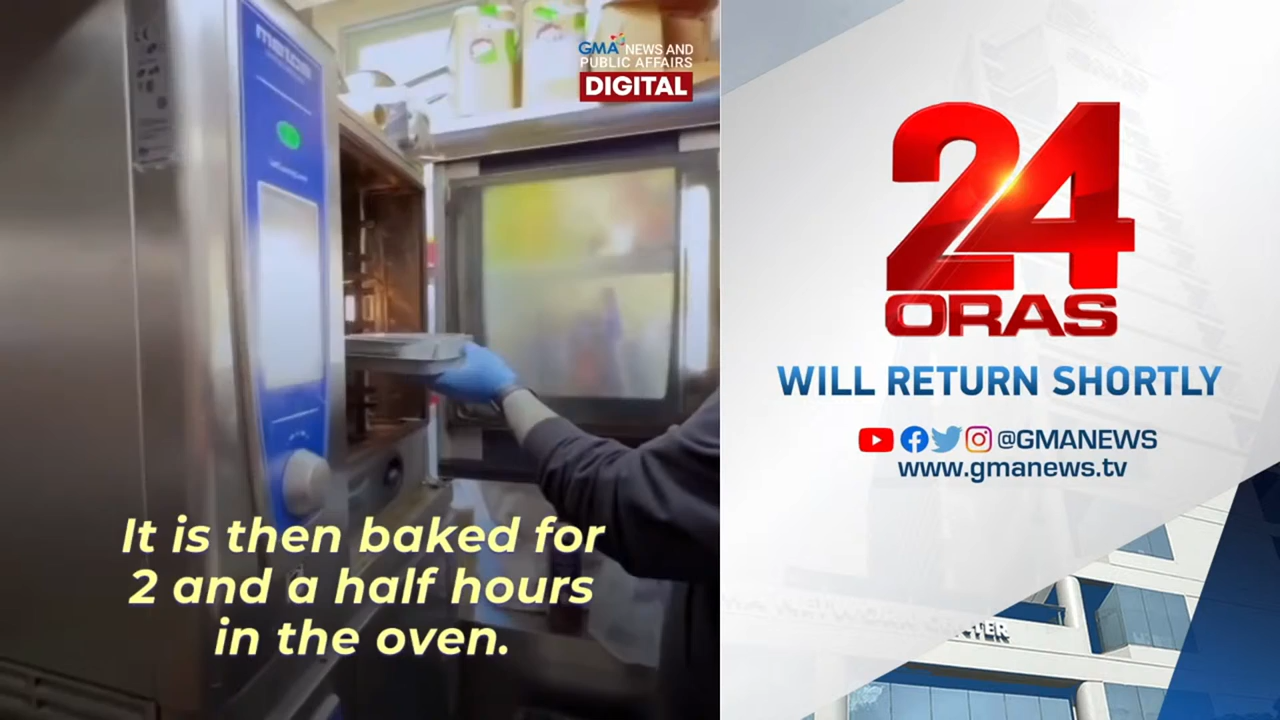 metos
GMA NEWS AND
PUBLIC AFFAIRS
DIGITAL
It is then baked for
2 and a half hours
in the oven.
24
ORAS
WILL RETURN SHORTLY
@GMANEWS
www.gmanews.tv